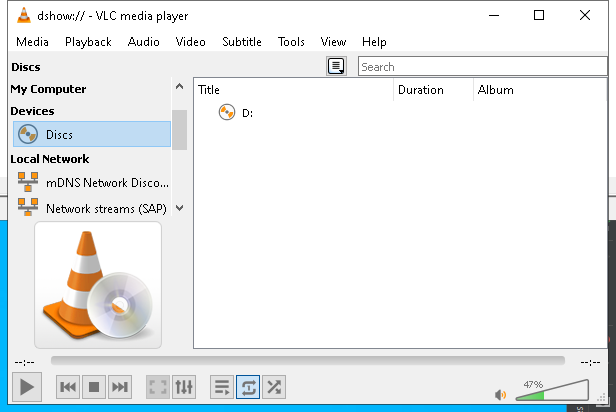 dshow:// - VLC media player
Media Playback Audio Video Subtitle Tools View Help
Discs
Search
My Computer
Devices
Discs
Local Network
mDNS Network Disco...
Network streams (SAP)
Title Duration Album
D:
--:-- --:--
47%